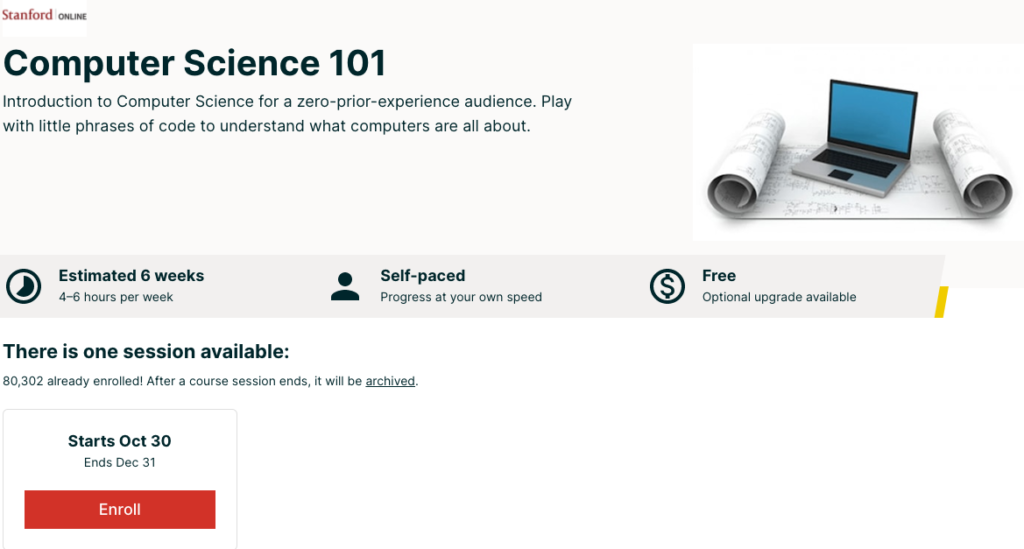 Stanford | ONLINE
Computer Science 101
Introduction to Computer Science for a zero-prior-experience audience. Play
with little phrases of code to understand what computers are all about.
Estimated 6 weeks
4–6 hours per week
Self-paced
Progress at your own speed
Free
Optional upgrade available
There is one session available:
80,302 already enrolled! After a course session ends, it will be archived.
Starts Oct 30
Ends Dec 31
Enroll